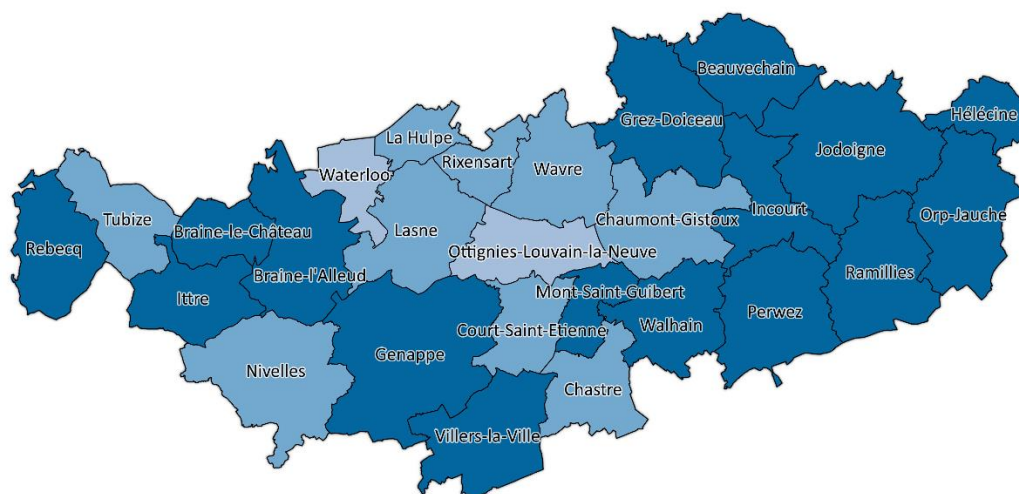 Beauvechain
Hélécine
Grez-Doiceau
La Hulpe
Jodoigne
Rixensart
Wavre
Waterloo
Incourt
Tubize
Chaumont-Gistoux
Orp-Jauche
Braine-le-Château
Lasne
Rebecq
Ottignies-Louvain-la-Neuve
Braine-l'Alleud
Ramillies
Mont-Saint-Guibert
Ittre
Perwez
Walhain
Court-Saint-Etienne
Genappe
Nivelles
Chastre
Villers-la-Ville